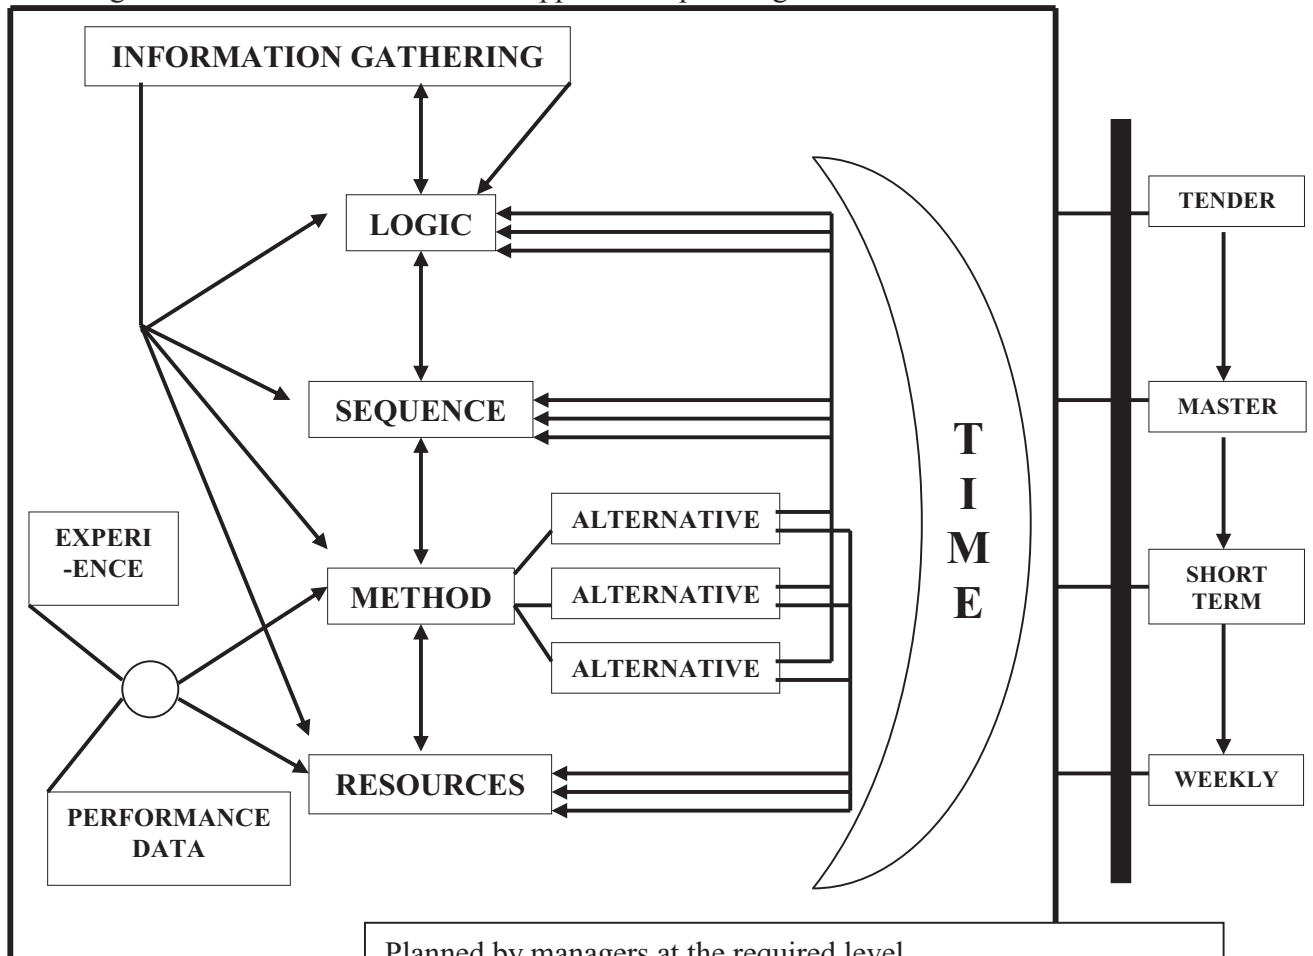 INFORMATION GATHERING
LOGIC
TENDER
SEQUENCE
MASTER
T
I
M
E
ALTERNATIVE
EXPERI
-ENCE
METHOD
ALTERNATIVE
SHORT
TERM
ALTERNATIVE
RESOURCES
WEEKLY
PERFORMANCE
DATA
Planned by managers at the required level